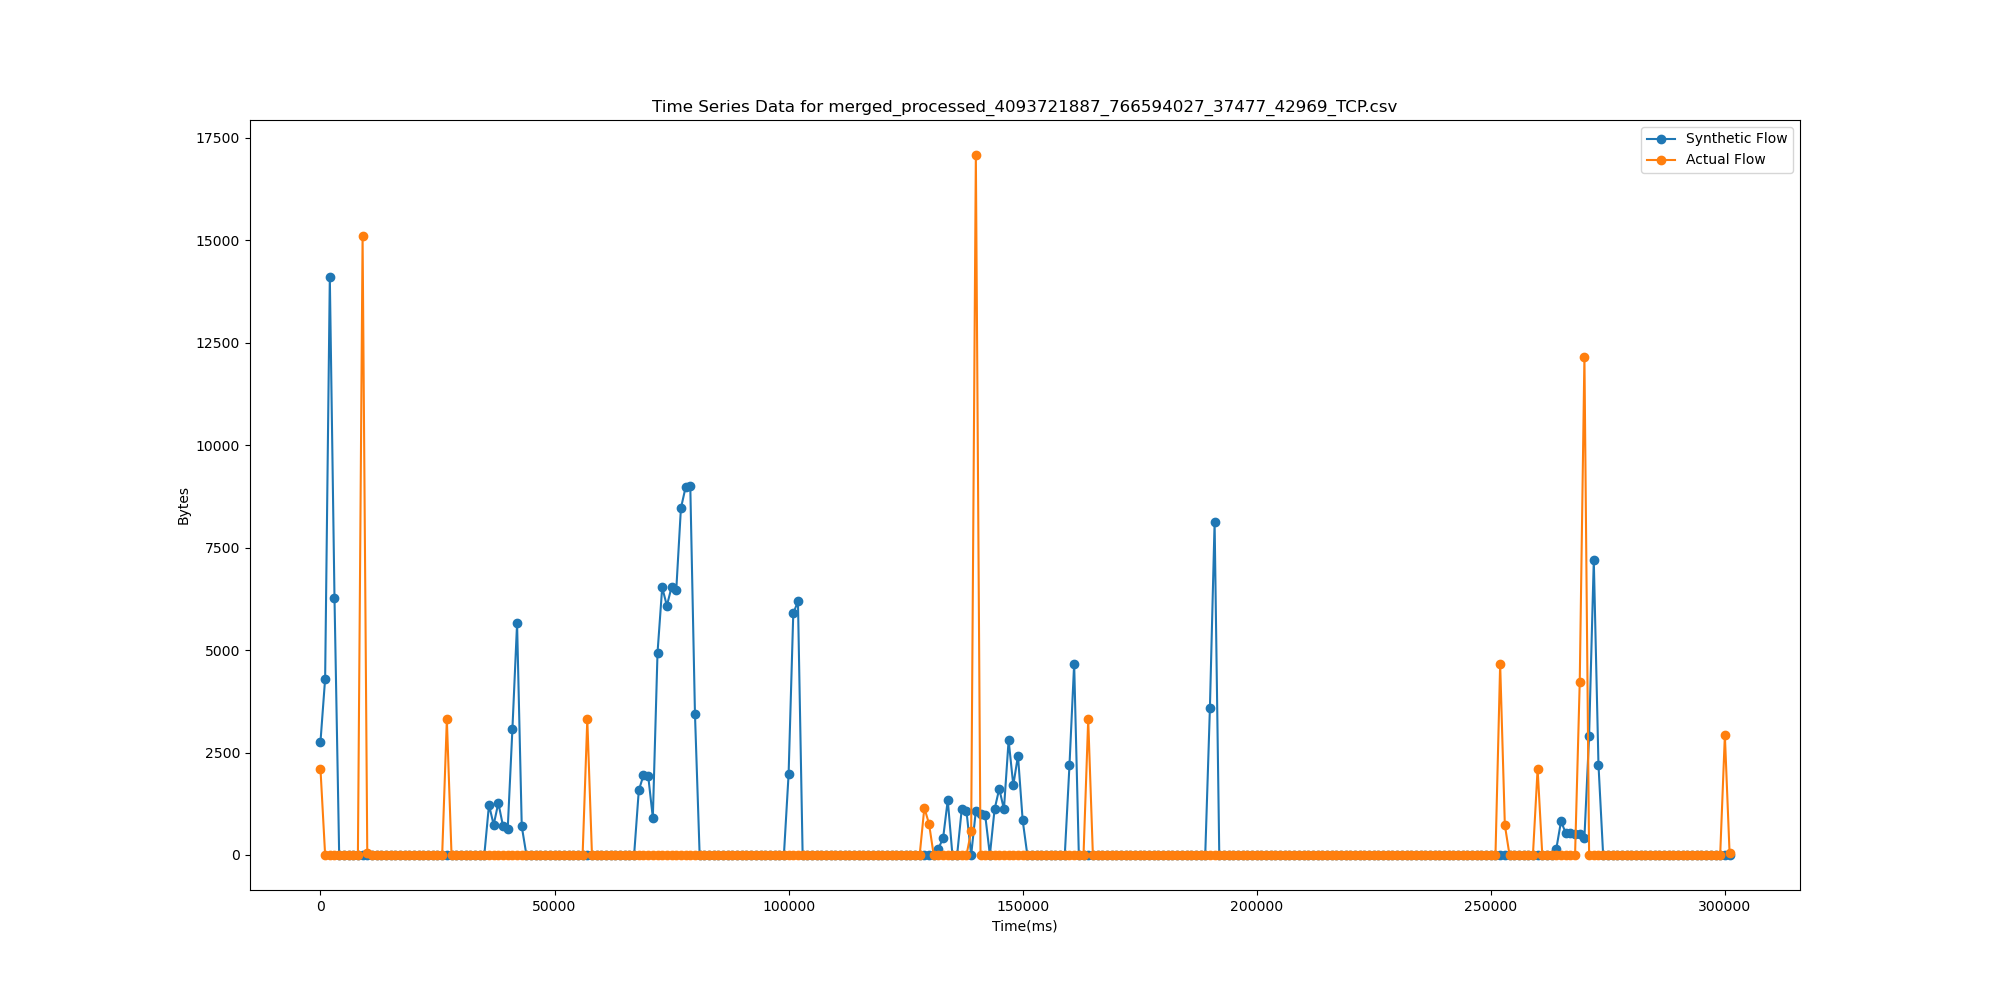 Time Series Data for merged_processed_4093721887_766594027_37477_42969_TCP.csv
Synthetic Flow
Actual Flow
Bytes
17500
15000
12500
10000
7500
5000
2500
0
0 50000 100000 150000 200000 250000 300000
Time(ms)